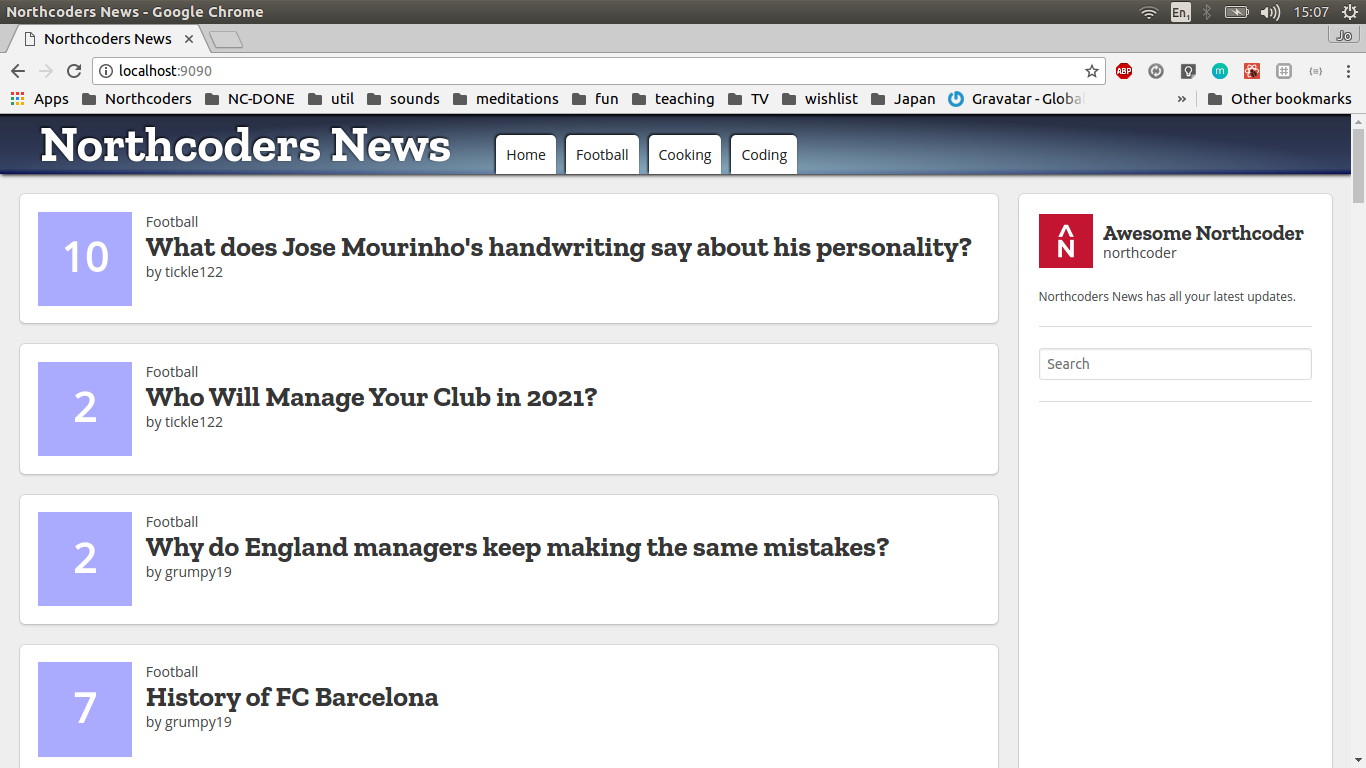 Northcoders News - Google Chrome
En1
15:07
Northcoders News
Jo
localhost:9090
ABP
m
Apps
Northcoders
NC-DONE
util
sounds
meditations
fun
teaching
TV
wishlist
Japan
Gravatar - Globa
»
Other bookmarks
Northcoders News
Home
Football
Cooking
Coding
10
Football
What does Jose Mourinho's handwriting say about his personality?
by tickle122
2
Football
Who Will Manage Your Club in 2021?
by tickle122
2
Football
Why do England managers keep making the same mistakes?
by grumpy19
7
Football
History of FC Barcelona
by grumpy19
Awesome Northcoder
northcoder
Northcoders News has all your latest updates.
Search